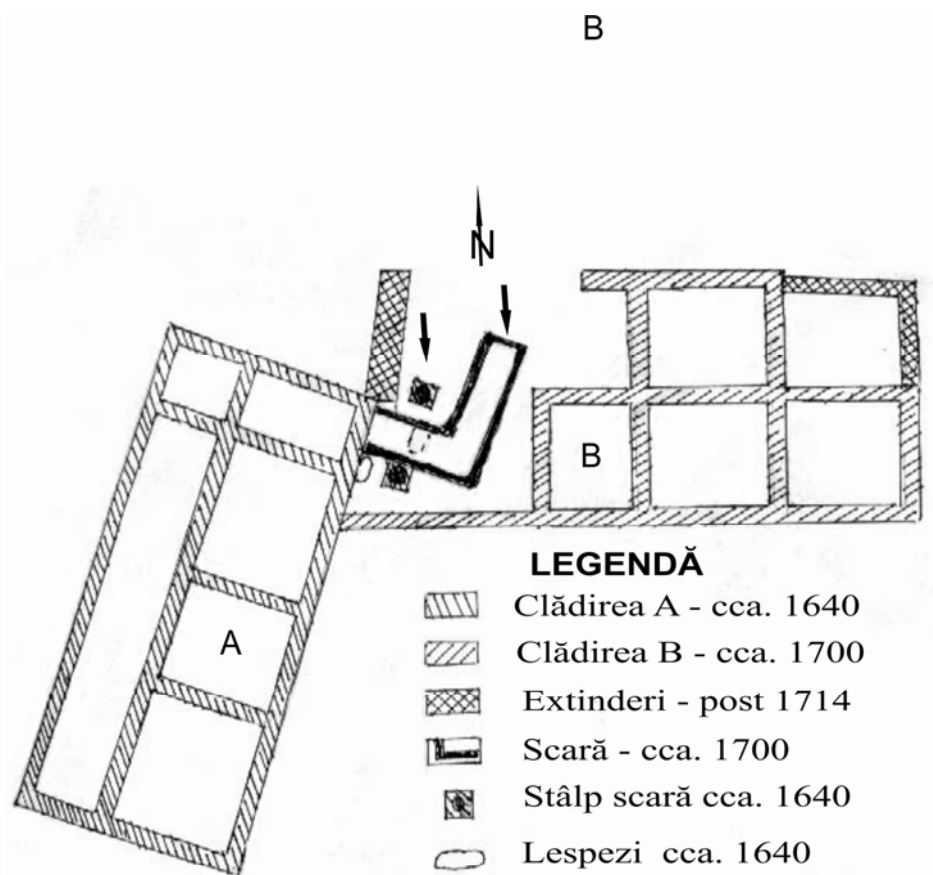 B
N
B
A
LEGENDĂ
Clădirea A - cca. 1640
Clădirea B - cca. 1700
Extinderi - post 1714
Scară - cca. 1700
Stâlp scară cca. 1640
Lespezi cca. 1640